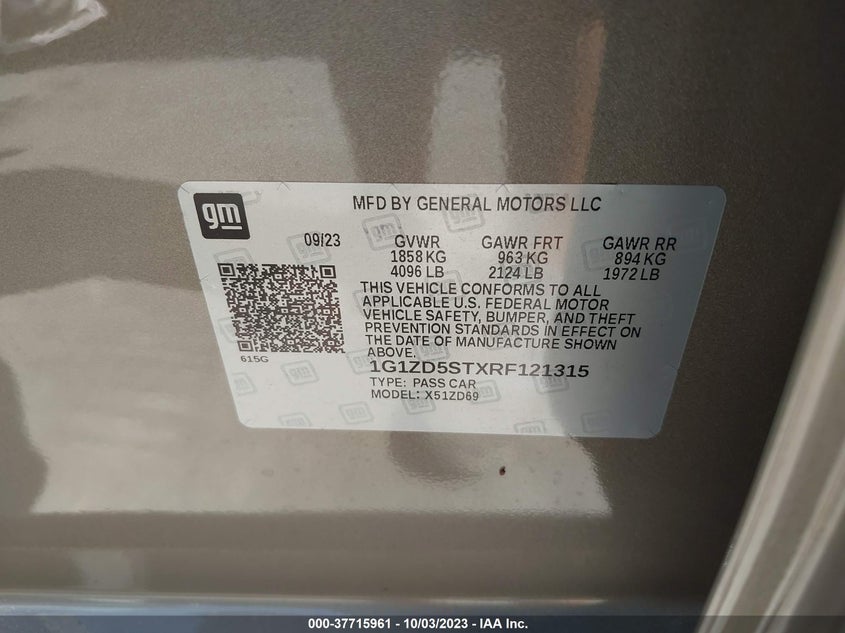 gm
MFD BY GENERAL MOTORS LLC
09/23 GVWR GAWR FRT GAWR RR
1858 KG 963 KG 894 KG
4096 LB 2124 LB 1972 LB
THIS VEHICLE CONFORMS TO ALL
APPLICABLE U.S. FEDERAL MOTOR
VEHICLE SAFETY, BUMPER, AND THEFT
PREVENTION STANDARDS IN EFFECT ON
THE DATE OF MANUFACTURE SHOWN
ABOVE.
615G
1G1ZD5STXRF121315
TYPE: PASS CAR
MODEL: X51ZD69
000-37715961 - 10/03/2023 - IAA Inc.